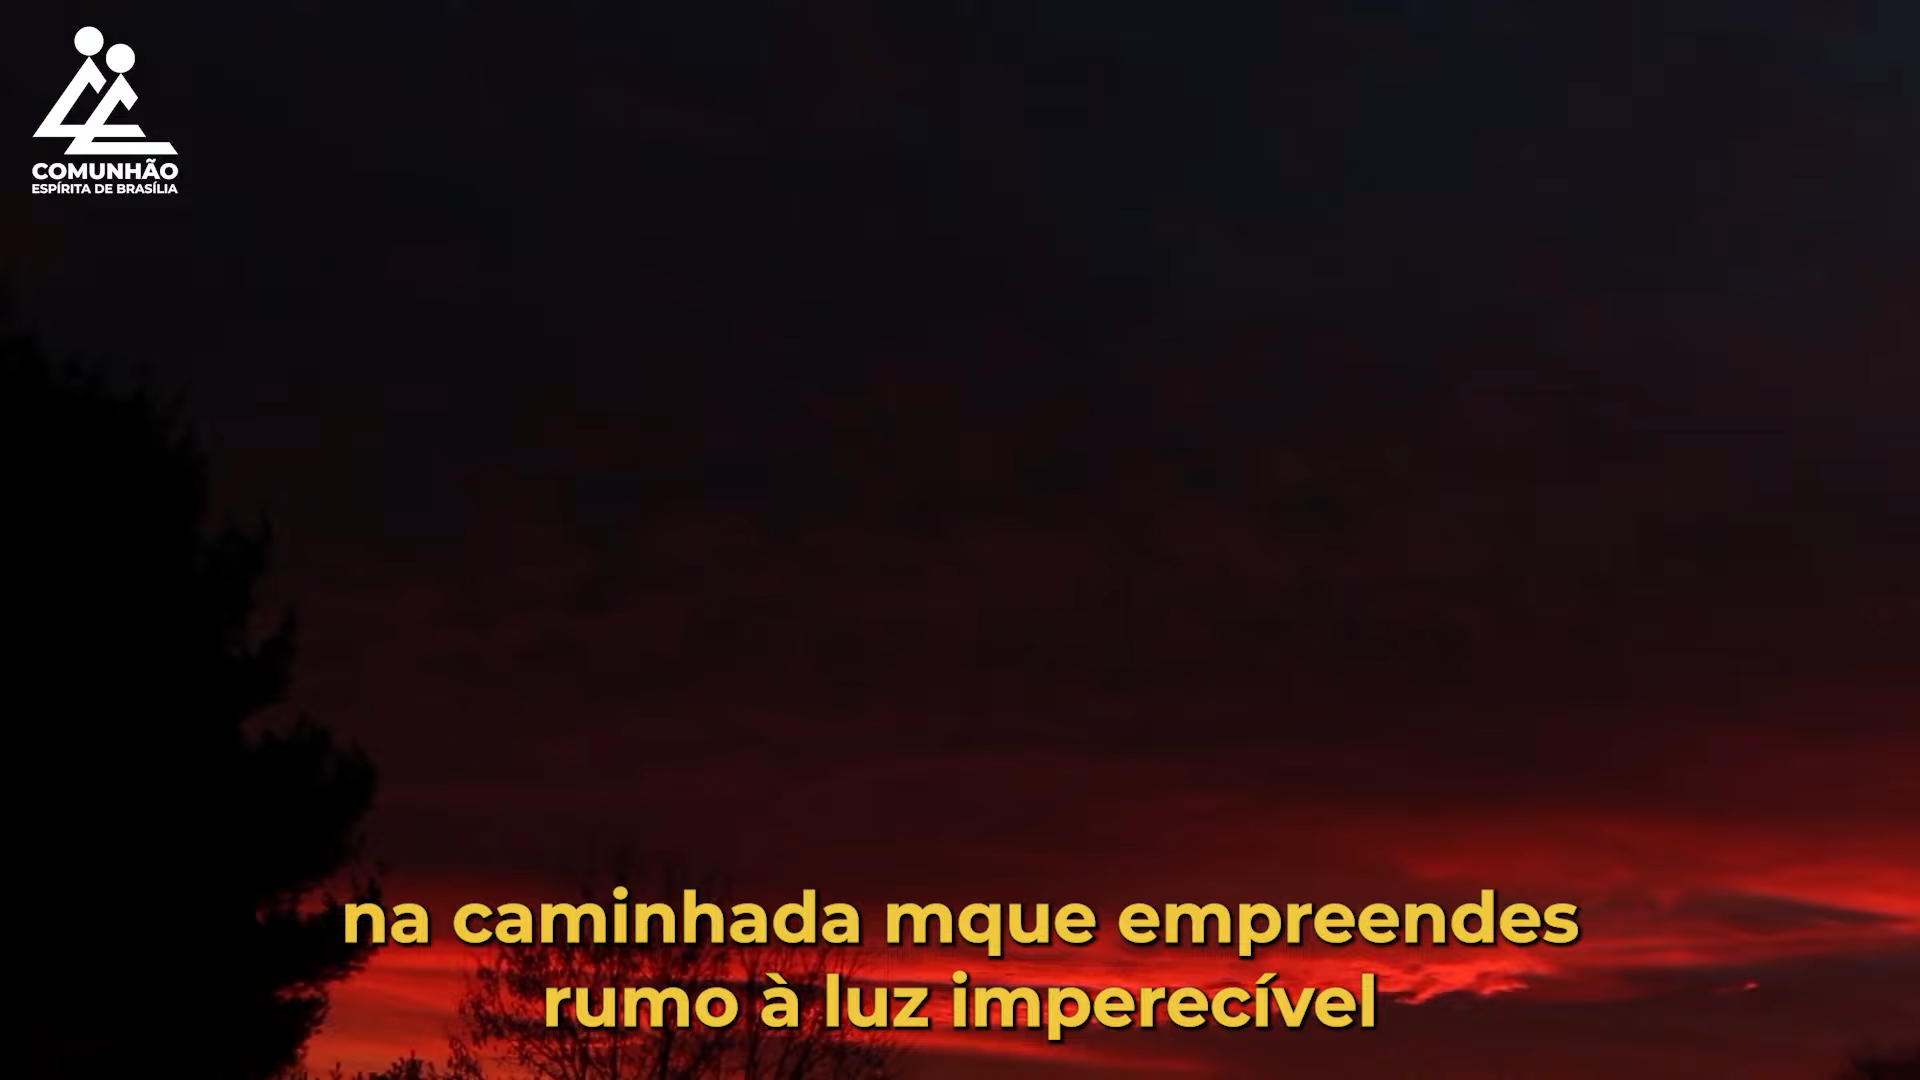 COMUNHÃO
ESPÍRITA DE BRASÍLIA
na caminhada mque empreendes
rumo à luz imperecível